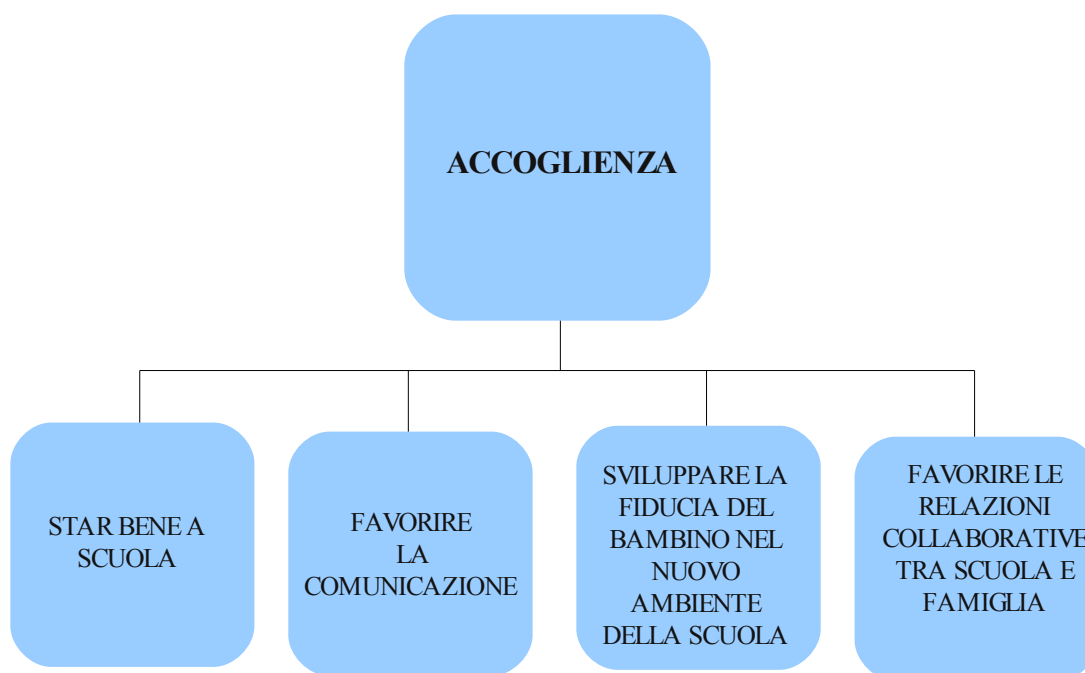 ACCOGLIENZA
STAR BENE A
SCUOLA
FAVORIRE
LA
COMUNICAZIONE
SVILUPPARE LA
FIDUCIA DEL
BAMBINO NEL
NUOVO
AMBIENTE
DELLA SCUOLA
FAVORIRE LE
RELAZIONI
COLLABORATIVE
TRA SCUOLA E
FAMIGLIA